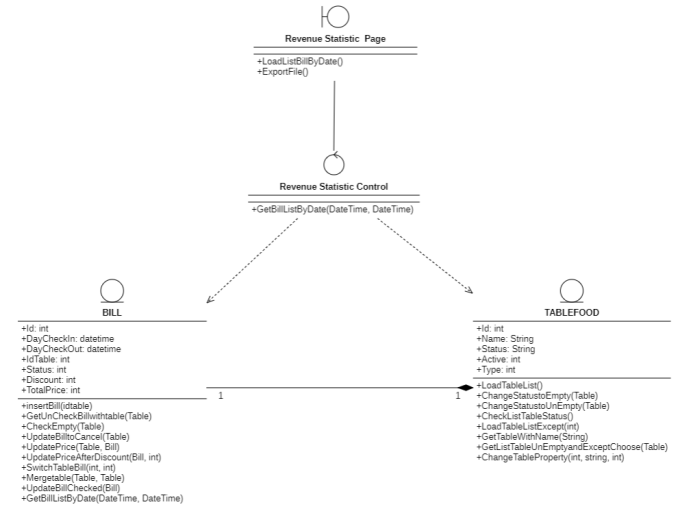 Revenue Statistic Page
+LoadListBillByDate()
+ExportFile()
Revenue Statistic Control
+GetBillListByDate(DateTime, DateTime)
BILL
+Id: int
+DayCheckIn: datetime
+DayCheckOut: datetime
+IdTable: int
+Status: int
+Discount: int
+TotalPrice: int
+insertBill(idtable)
+GetUnCheckBillwithtable(Table)
+CheckEmpty(Table)
+UpdateBilltoCancel(Table)
+UpdatePrice(Table, Bill)
+UpdatePriceAfterDiscount(Bill, int)
+SwitchTableBill(int, int)
+Mergetable(Table, Table)
+UpdateBillChecked(Bill)
+GetBillListByDate(DateTime, DateTime)
1
1
TABLEFOOD
+Id: int
+Name: String
+Status: String
+Active: int
+Type: int
+LoadTableList()
+ChangeStatustoEmpty(Table)
+ChangeStatustoUnEmpty(Table)
+CheckListTableStatus()
+LoadTableListExcept(int)
+GetTableWithName(String)
+GetListTableUnEmptyandExceptChoose(Table)
+ChangeTableProperty(int, string, int)